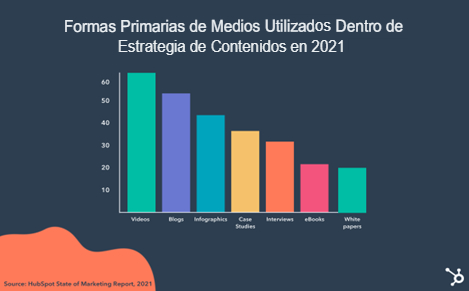 Formas Primarias de Medios Utilizados Dentro de
Estrategia de Contenidos en 2021
60
50
40
30
20
10
Videos Blogs Infographics Case Studies Interviews eBooks White papers
Source: HubSpot State of Marketing Report, 2021